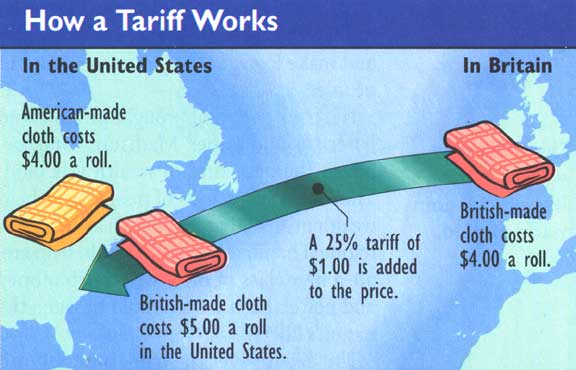 How a Tariff Works
In the United States
In Britain
American-made
cloth costs
$4.00 a roll.
British-made
cloth costs
$4.00 a roll.
A 25% tariff of
$1.00 is added
to the price.
British-made cloth
costs $5.00 a roll
in the United States.